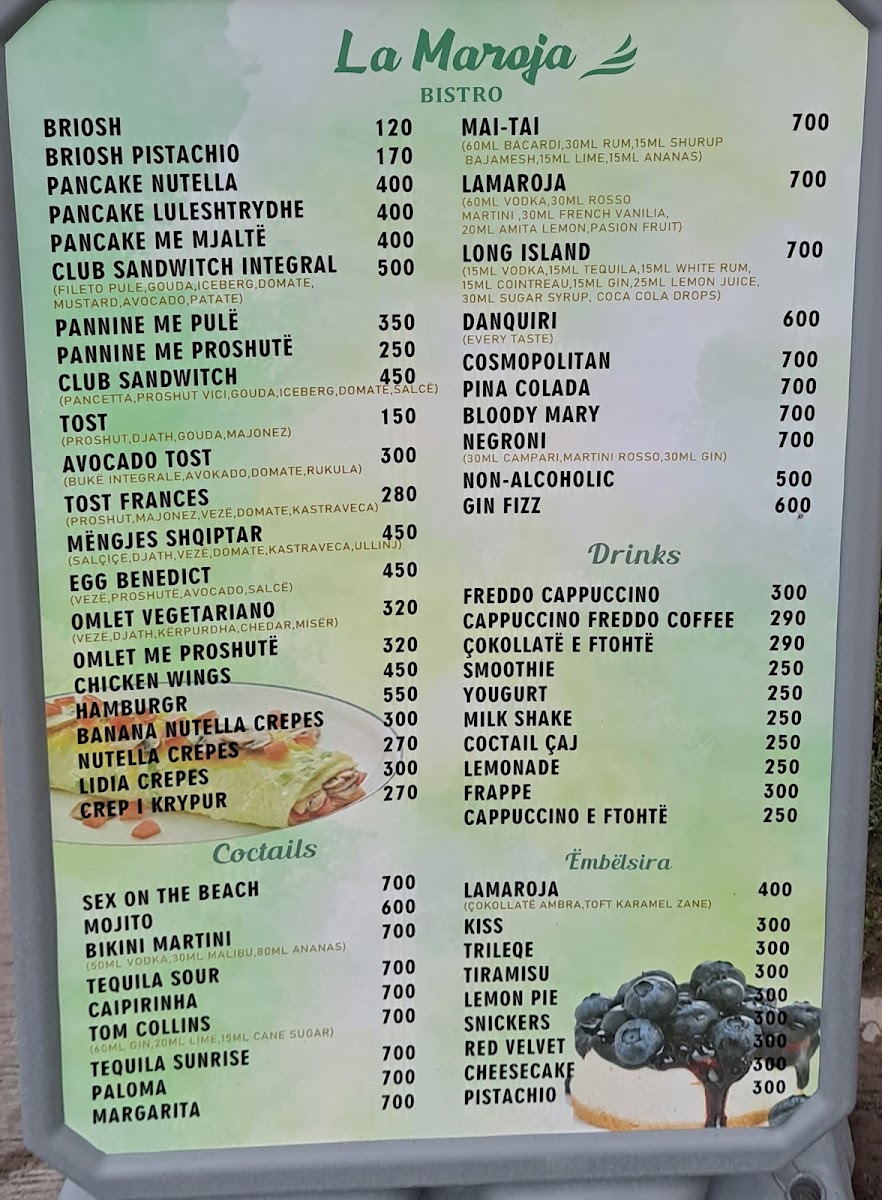 La Maroja
BISTRO
BRIOSH 120
BRIOSH PISTACHIO 170
PANCAKE NUTELLA 400
PANCAKE LULESHTRYDHE 400
PANCAKE ME MJALTË 400
CLUB SANDWITCH INTEGRAL 500
(FILETO PULE,GOUDA,ICEBERG,DOMATE,
MUSTARD,AVOCADO,PATATE)
PANNINE ME PULË 350
PANNINE ME PROSHUTË 250
CLUB SANDWITCH 450
(PANCETTA,PROSHUT VICI,GOUDA,ICEBERG,DOMATE,SALCË)
TOST 150
(PROSHUT,DJATH,GOUDA,MAJONEZ)
AVOCADO TOST 300
(BUKË INTEGRALE,AVOKADO,DOMATE,RUKULA)
TOST FRANCES 280
(PROSHUT,MAJONEZ,VEZË,DOMATE,KASTRAVECA)
MËNGJES SHQIPTAR 450
(SALÇIÇE,DJATH,VEZË,DOMATE,KASTRAVECA,ULLINJ)
EGG BENEDICT 450
(VEZË,PROSHUTË,AVOCADO,SALCË)
OMLET VEGETARIANO 320
(VEZË,DJATH,KËRPURDHA,CHEDAR,MISËR)
OMLET ME PROSHUTË 320
CHICKEN WINGS 450
HAMBURGR 550
BANANA NUTELLA CREPES 300
NUTELLA CREPES 270
LIDIA CREPES 300
CREP I KRYPUR 270
Coctails
SEX ON THE BEACH 700
MOJITO 600
BIKINI MARTINI 700
(50ML VODKA,30ML MALIBU,80ML ANANAS)
TEQUILA SOUR 700
CAIPIRINHA 700
TOM COLLINS 700
(60ML GIN,20ML LIME,15ML CANE SUGAR)
TEQUILA SUNRISE 700
PALOMA 700
MARGARITA 700
MAI-TAI 700
(60ML BACARDI,30ML RUM,15ML SHURUP
BAJAMESH,15ML LIME,15ML ANANAS)
LAMAROJA 700
(60ML VODKA,30ML ROSSO
MARTINI ,30ML FRENCH VANILIA,
20ML AMITA LEMON,PASION FRUIT)
LONG ISLAND 700
(15ML VODKA,15ML TEQUILA,15ML WHITE RUM,
15ML COINTREAU,15ML GIN,25ML LEMON JUICE,
30ML SUGAR SYRUP, COCA COLA DROPS)
DANQUIRI 600
(EVERY TASTE)
COSMOPOLITAN 700
PINA COLADA 700
BLOODY MARY 700
NEGRONI 700
(30ML CAMPARI,MARTINI ROSSO,30ML GIN)
NON-ALCOHOLIC 500
GIN FIZZ 600
Drinks
FREDDO CAPPUCCINO 300
CAPPUCCINO FREDDO COFFEE 290
ÇOKOLLATË E FTOHTË 290
SMOOTHIE 250
YOUGURT 250
MILK SHAKE 250
COCTAIL ÇAJ 250
LEMONADE 250
FRAPPE 300
CAPPUCCINO E FTOHTË 250
Ëmbëlsira
LAMAROJA 400
(ÇOKOLLATË AMBRA,TOFT KARAMEL ZANE)
KISS 300
TRILEQE 300
TIRAMISU 300
LEMON PIE 300
SNICKERS 300
RED VELVET 300
CHEESECAKE 300
PISTACHIO 300